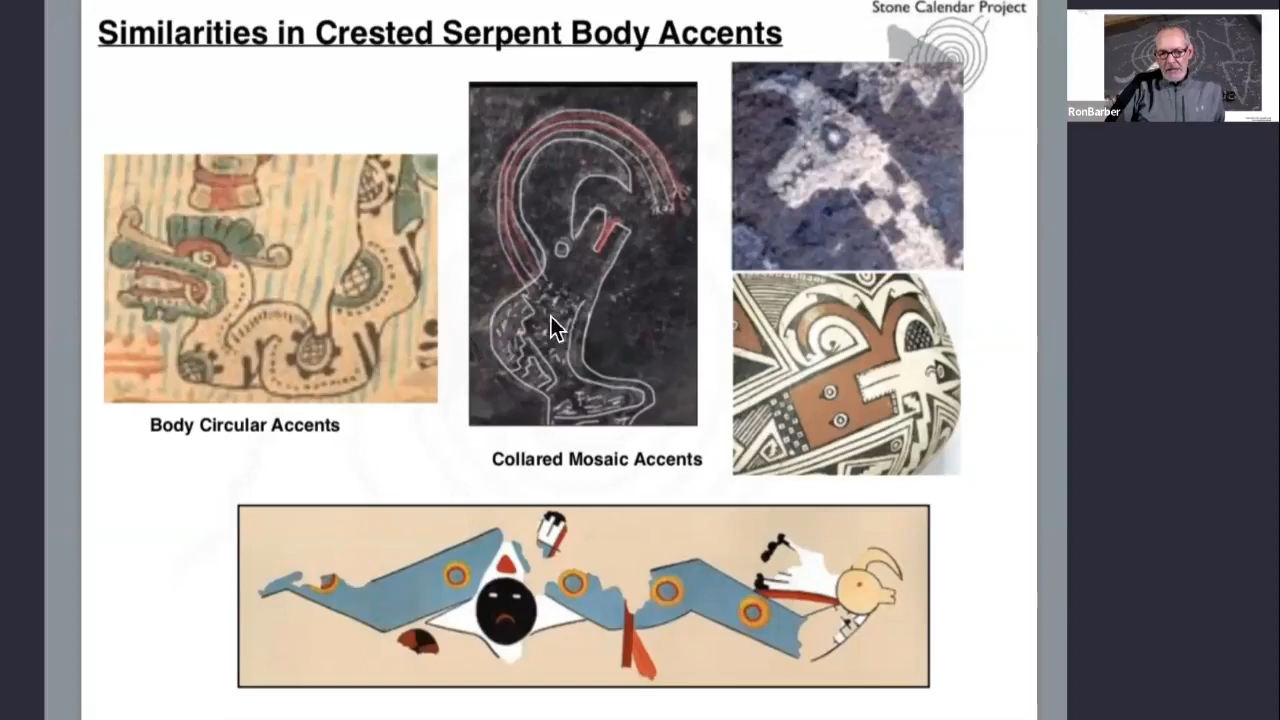 Stone Calendar Project
Similarities in Crested Serpent Body Accents
RonBarber
Body Circular Accents
Collared Mosaic Accents